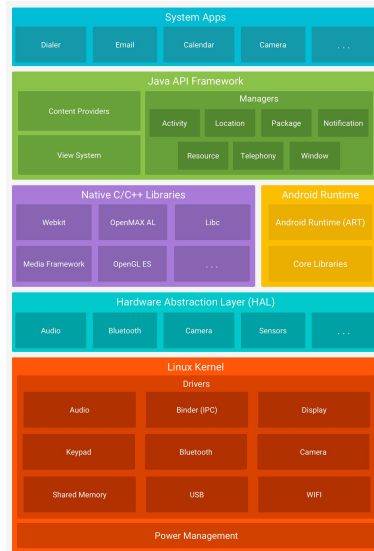 System Apps
Dialer Email Calendar Camera . . .
Java API Framework
Content Providers
View System
Managers
Activity Location Package Notification
Resource Telephony Window
Native C/C++ Libraries
Webkit OpenMAX AL Libc
Media Framework OpenGL ES . . .
Android Runtime
Android Runtime (ART)
Core Libraries
Hardware Abstraction Layer (HAL)
Audio Bluetooth Camera Sensors . . .
Linux Kernel
Drivers
Audio Binder (IPC) Display
Keypad Bluetooth Camera
Shared Memory USB WIFI
Power Management